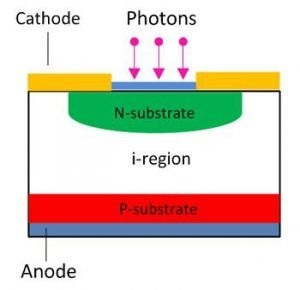 Cathode
Photons
N-substrate
i-region
P-substrate
Anode